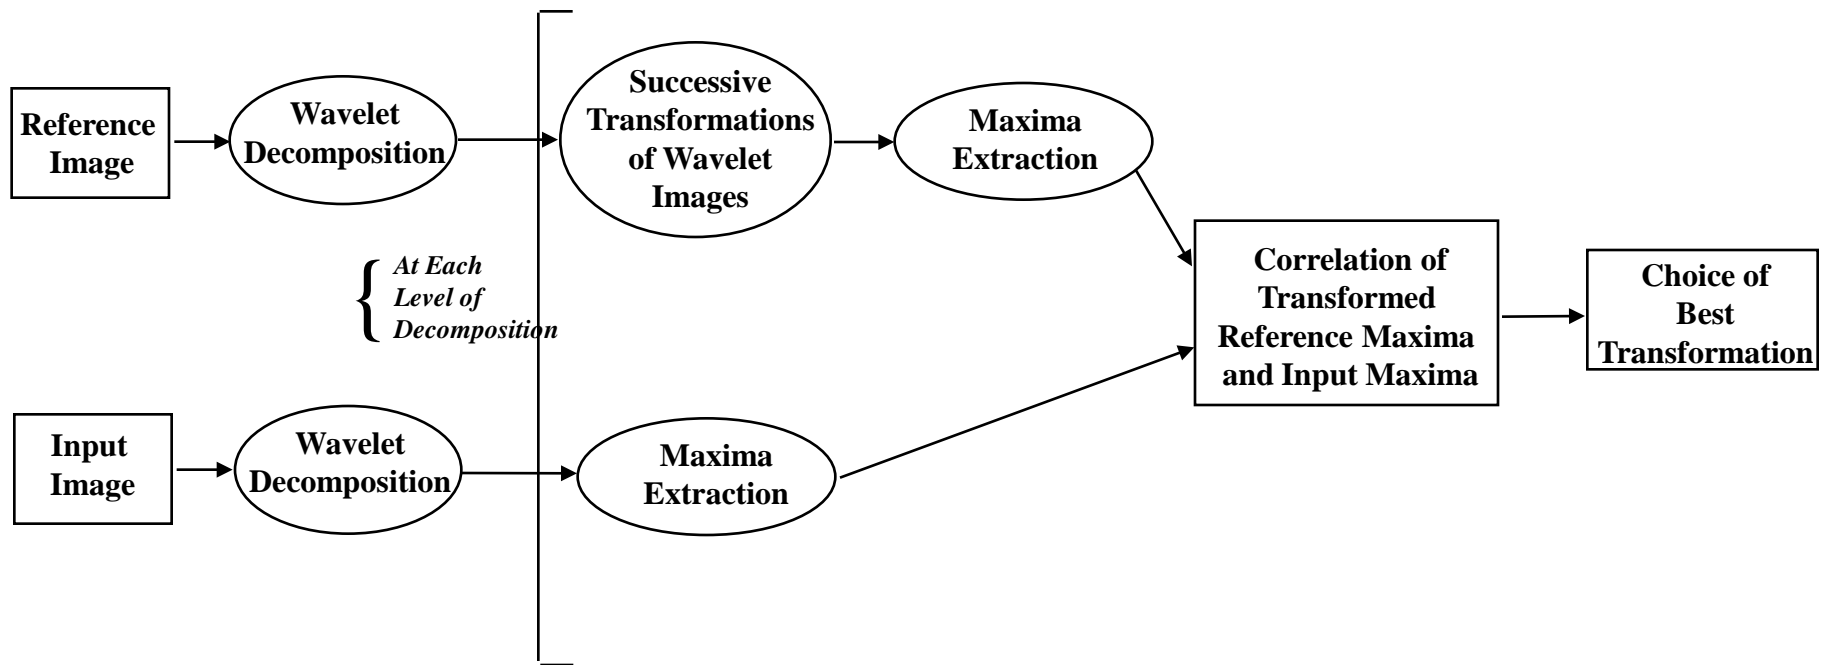 Reference
Image
Wavelet
Decomposition
Successive
Transformations
of Wavelet
Images
Maxima
Extraction
At Each
Level of
Decomposition
Correlation of
Transformed
Reference Maxima
and Input Maxima
Choice of
Best
Transformation
Input
Image
Wavelet
Decomposition
Maxima
Extraction